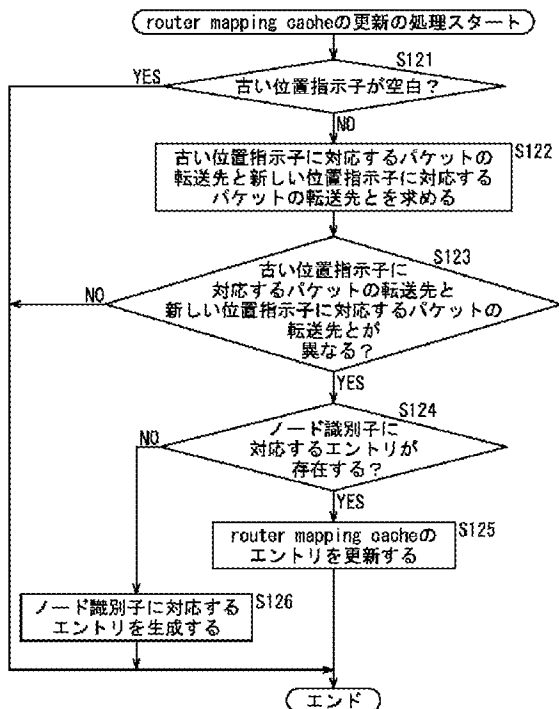 router mapping cacheの更新の処理スタート
S121
YES
古い位置指示子が空白？
NO
S122
古い位置指示子に対応するパケットの
転送先と新しい位置指示子に対応する
パケットの転送先とを求める
S123
古い位置指示子に
対応するパケットの転送先と
新しい位置指示子に対応するパケットの
転送先とが
異なる？
NO
YES
S124
ノード識別子に
対応するエントリが
存在する？
NO
YES
S125
router mapping cacheの
エントリを更新する
S126
ノード識別子に対応する
エントリを生成する
エンド